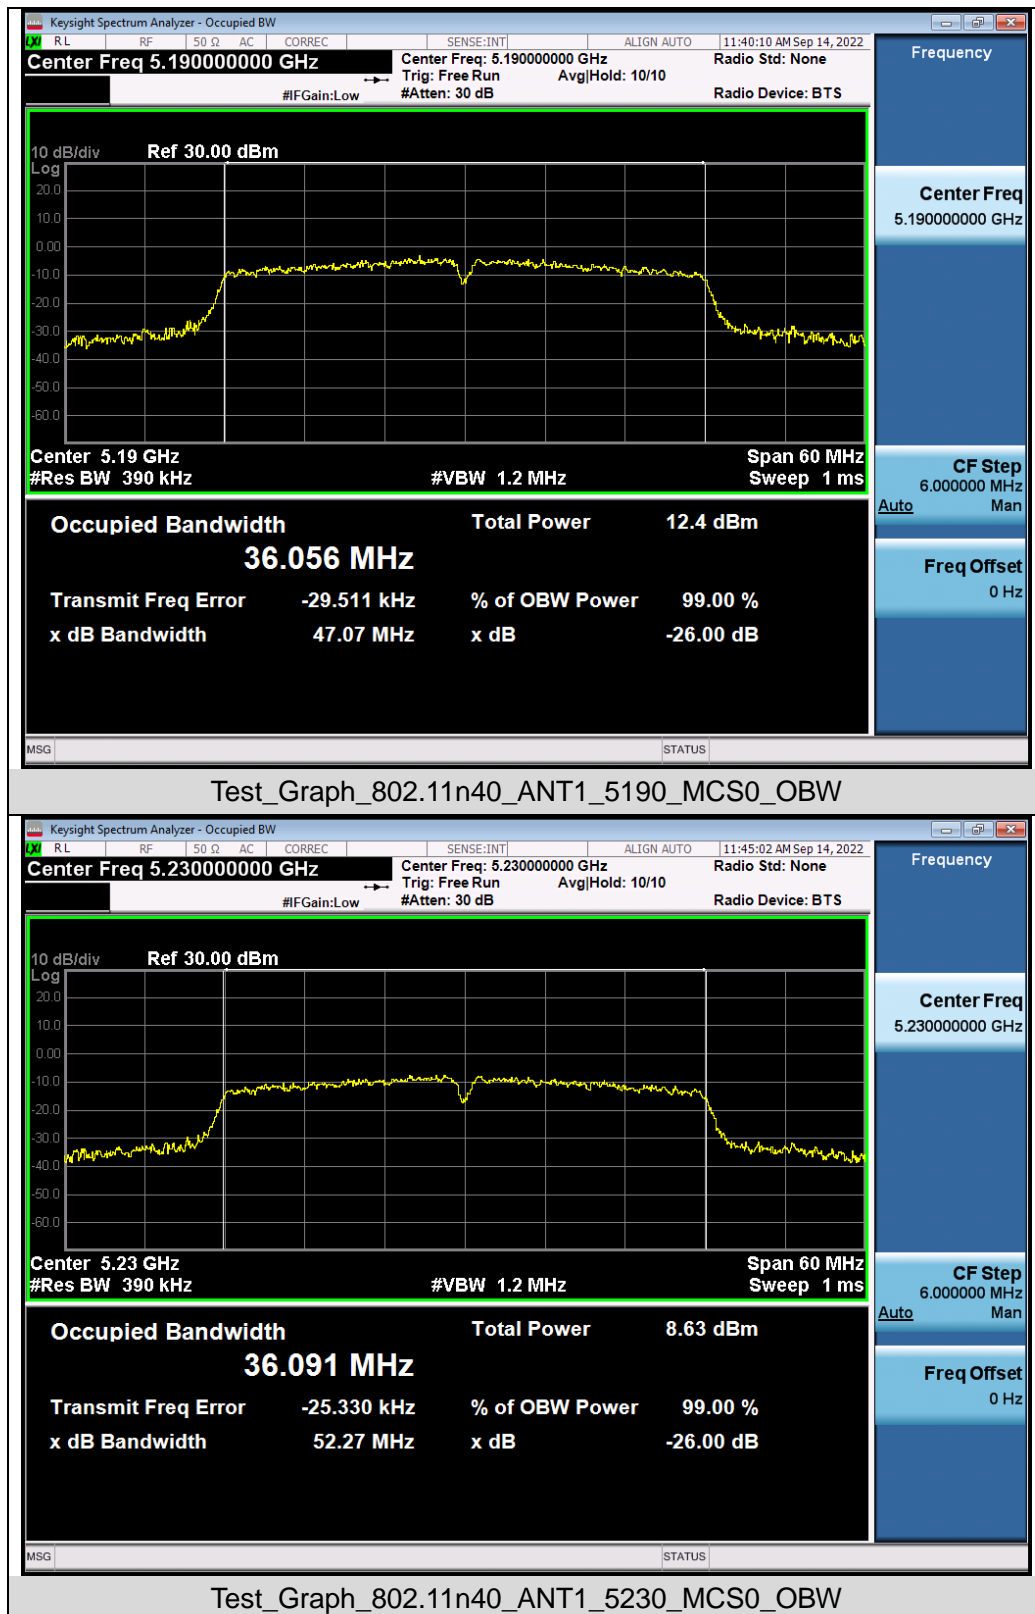 Keysight Spectrum Analyzer - Occupied BW
LXI RL RF 50 Ω AC CORREC SENSE:INT ALIGN AUTO 11:40:10 AM Sep 14, 2022
Center Freq 5.190000000 GHz
Center Freq: 5.190000000 GHz Radio Std: None
Trig: Free Run Avg|Hold: 10/10
#IFGain:Low #Atten: 30 dB Radio Device: BTS
Frequency
10 dB/div Ref 30.00 dBm
Log
20.0
10.0
0.00
-10.0
-20.0
-30.0
-40.0
-50.0
-60.0
Center 5.19 GHz Span 60 MHz
#Res BW 390 kHz #VBW 1.2 MHz Sweep 1 ms
Center Freq
5.190000000 GHz
CF Step
6.000000 MHz
Auto Man
Freq Offset
0 Hz
Occupied Bandwidth Total Power 12.4 dBm
36.056 MHz
Transmit Freq Error -29.511 kHz % of OBW Power 99.00 %
x dB Bandwidth 47.07 MHz x dB -26.00 dB
MSG STATUS
Test_Graph_802.11n40_ANT1_5190_MCS0_OBW
Keysight Spectrum Analyzer - Occupied BW
LXI RL RF 50 Ω AC CORREC SENSE:INT ALIGN AUTO 11:45:02 AM Sep 14, 2022
Center Freq 5.230000000 GHz
Center Freq: 5.230000000 GHz Radio Std: None
Trig: Free Run Avg|Hold: 10/10
#IFGain:Low #Atten: 30 dB Radio Device: BTS
Frequency
10 dB/div Ref 30.00 dBm
Log
20.0
10.0
0.00
-10.0
-20.0
-30.0
-40.0
-50.0
-60.0
Center 5.23 GHz Span 60 MHz
#Res BW 390 kHz #VBW 1.2 MHz Sweep 1 ms
Center Freq
5.230000000 GHz
CF Step
6.000000 MHz
Auto Man
Freq Offset
0 Hz
Occupied Bandwidth Total Power 8.63 dBm
36.091 MHz
Transmit Freq Error -25.330 kHz % of OBW Power 99.00 %
x dB Bandwidth 52.27 MHz x dB -26.00 dB
MSG STATUS
Test_Graph_802.11n40_ANT1_5230_MCS0_OBW